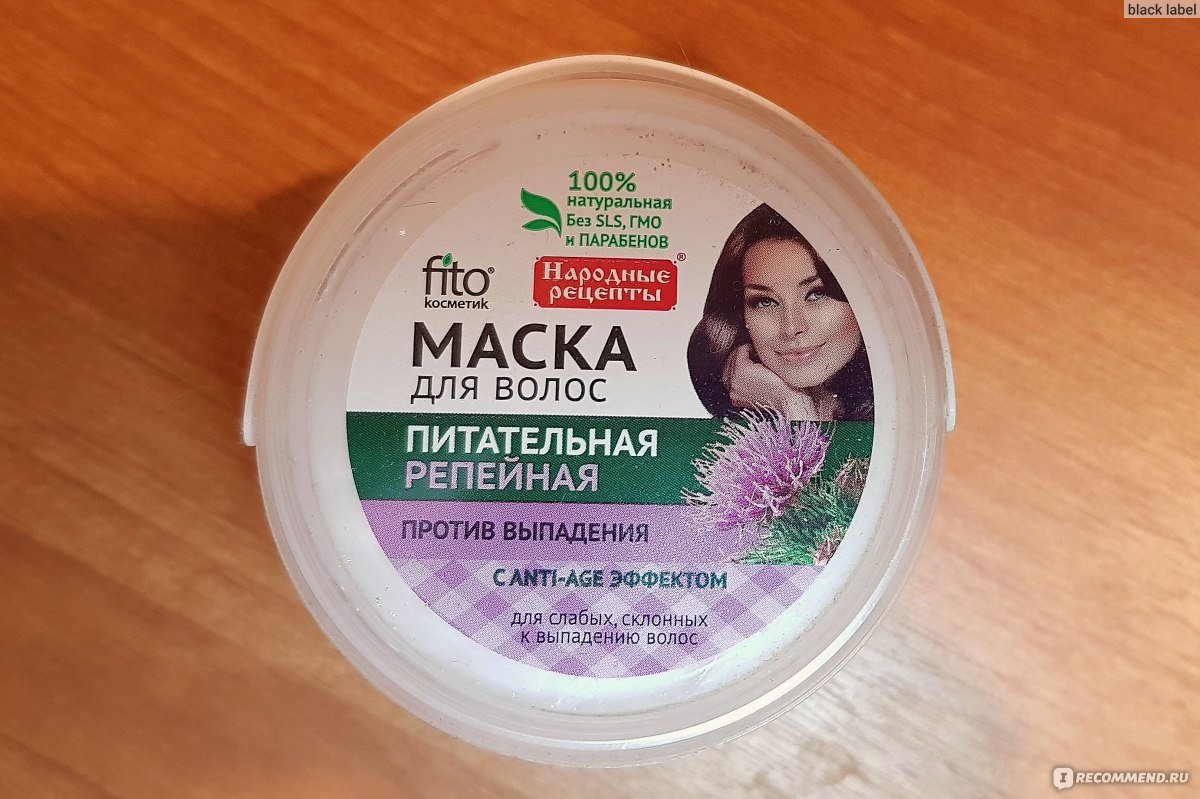 black label
100%
натуральная
Без SLS, ГМО
и ПАРАБЕНОВ
fito®
косметик
Народные
рецепты®
МАСКА
ДЛЯ ВОЛОС
ПИТАТЕЛЬНАЯ
РЕПЕЙНАЯ
ПРОТИВ ВЫПАДЕНИЯ
С ANTI-AGE ЭФФЕКТОМ
для слабых, склонных
к выпадению волос
I RECOMMEND.RU